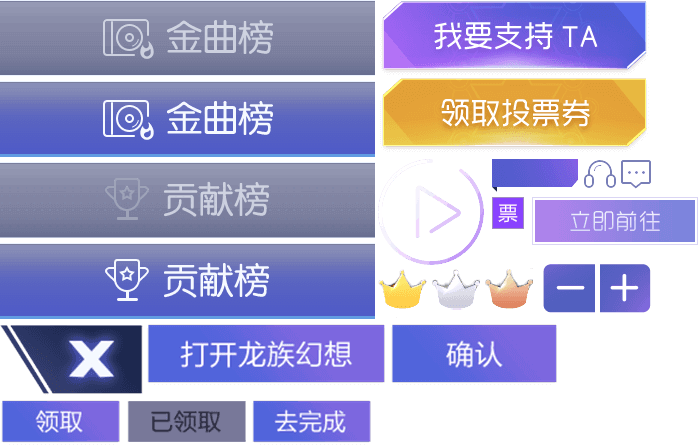 金曲榜
我要支持 TA
金曲榜
领取投票券
贡献榜
票
立即前往
贡献榜
X
打开龙族幻想
确认
领取
已领取
去完成